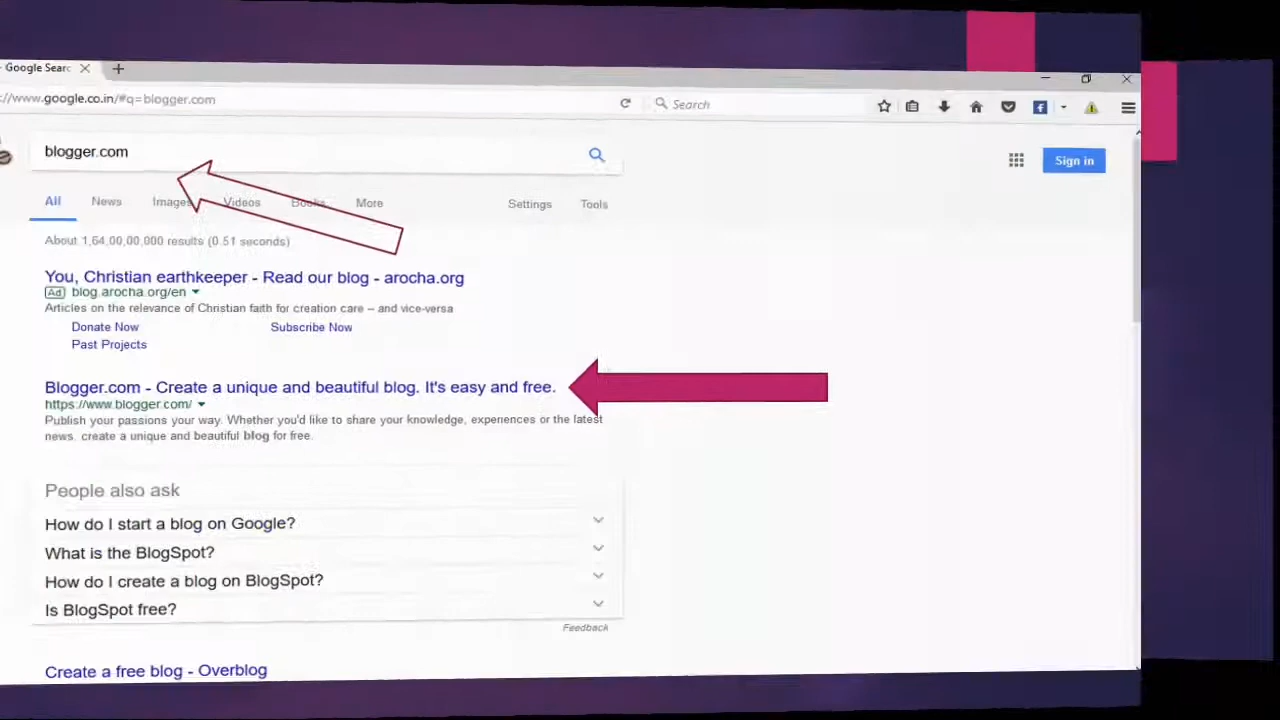 Google Searc
://www.google.co.in/#q=blogger.com
Search
blogger.com
Sign in
All News Images Videos Books More Settings Tools
About 1,64,00,00,000 results (0.51 seconds)
You, Christian earthkeeper - Read our blog - arocha.org
Ad blog.arocha.org/en
Articles on the relevance of Christian faith for creation care – and vice-versa
Donate Now Subscribe Now
Past Projects
Blogger.com - Create a unique and beautiful blog. It's easy and free.
https://www.blogger.com/
Publish your passions your way. Whether you'd like to share your knowledge, experiences or the latest
news. create a unique and beautiful blog for free.
People also ask
How do I start a blog on Google?
What is the BlogSpot?
How do I create a blog on BlogSpot?
Is BlogSpot free?
Feedback
Create a free blog - Overblog